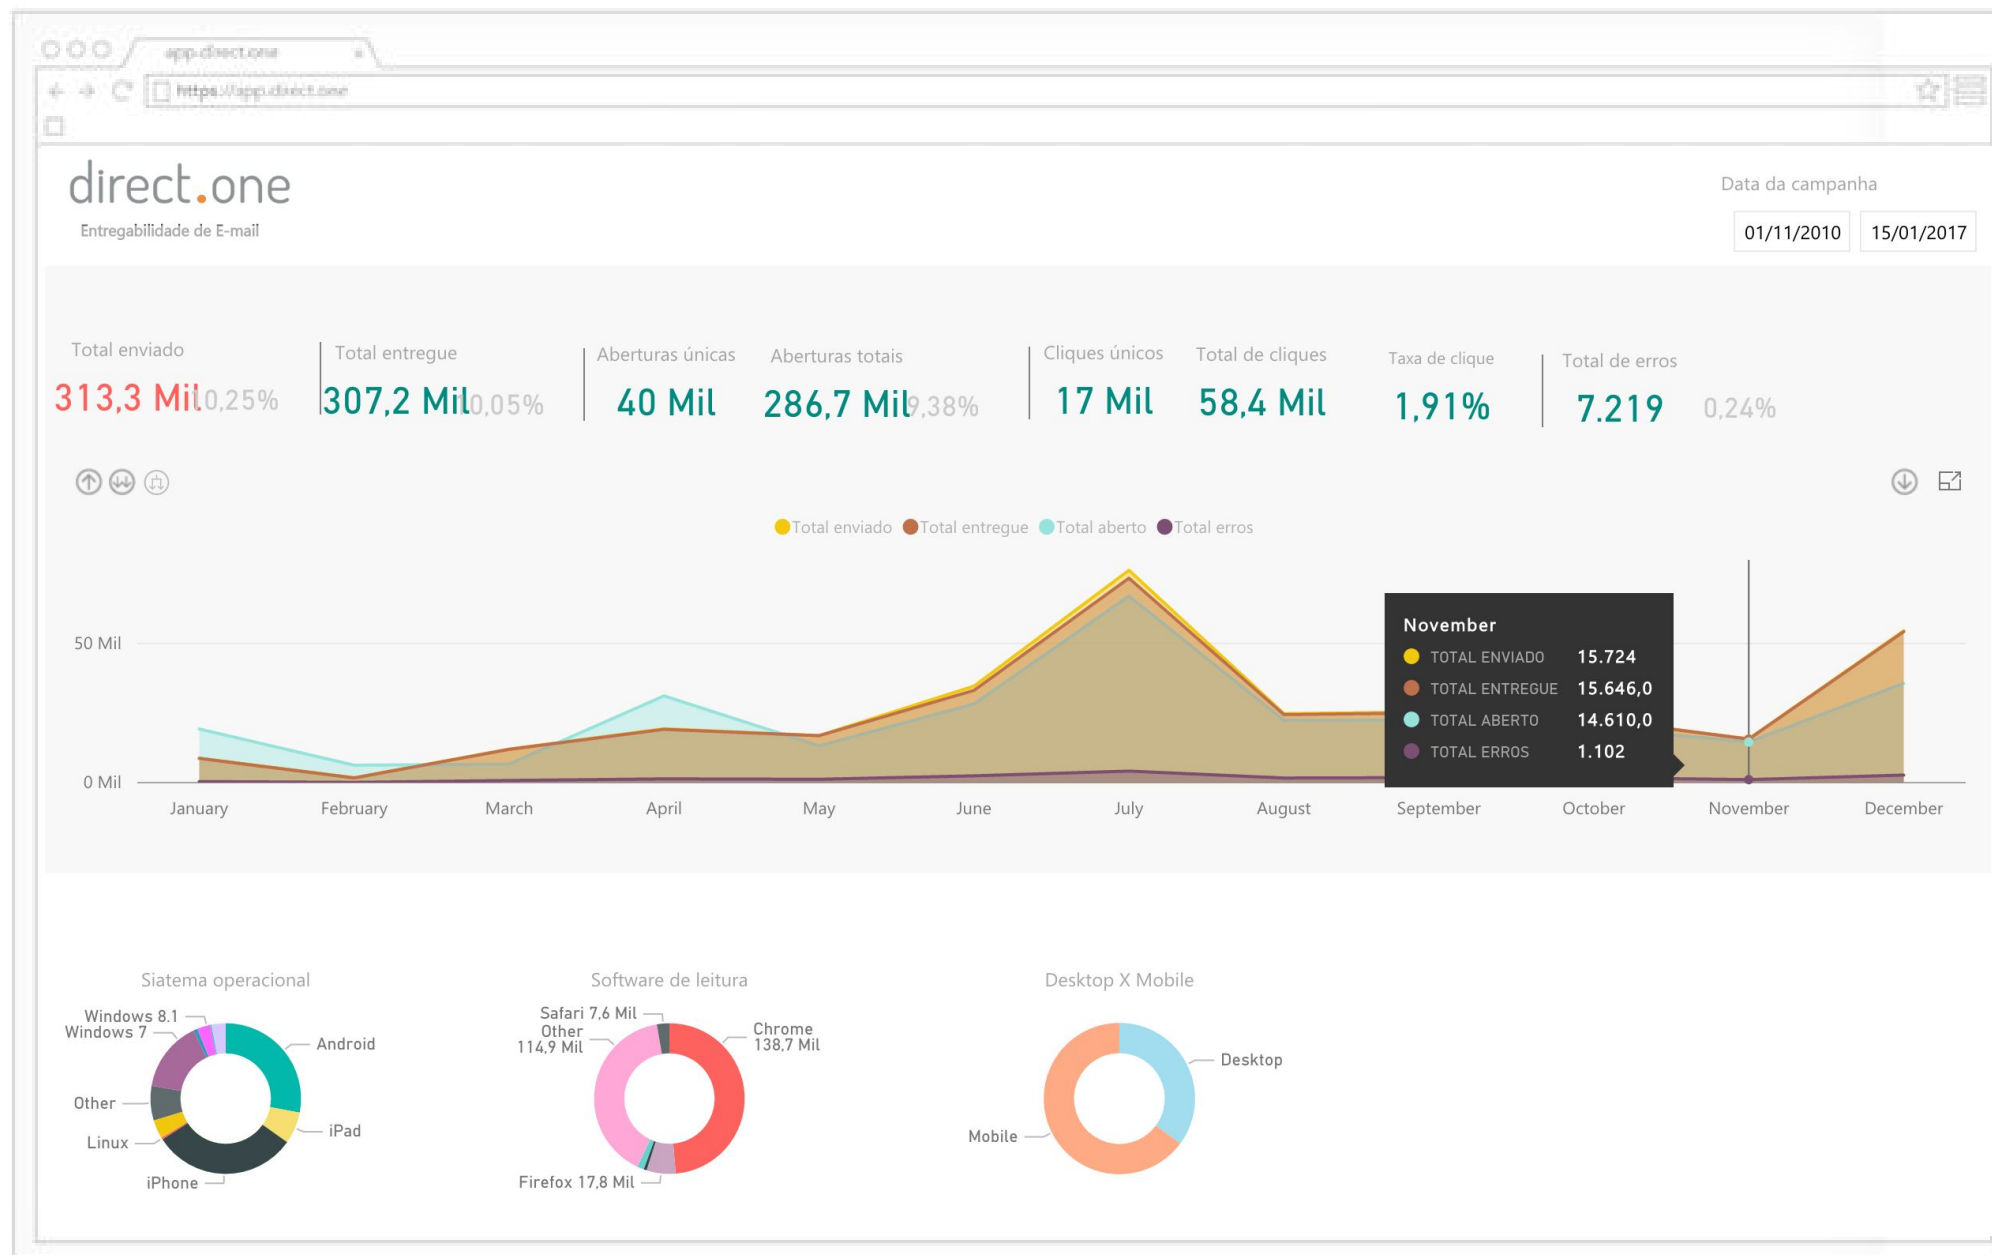 app.direct.one
https://app.direct.one
direct.one
Entregabilidade de E-mail
Data da campanha
01/11/2010 15/01/2017
Total enviado
313,3 Mil 0,25%
Total entregue
307,2 Mil 0,05%
Aberturas únicas
40 Mil
Aberturas totais
286,7 Mil 9,38%
Cliques únicos
17 Mil
Total de cliques
58,4 Mil
Taxa de clique
1,91%
Total de erros
7.219 0,24%
Total enviado Total entregue Total aberto Total erros
50 Mil
0 Mil
November
TOTAL ENVIADO 15.724
TOTAL ENTREGUE 15.646,0
TOTAL ABERTO 14.610,0
TOTAL ERROS 1.102
January February March April May June July August September October November December
Siatema operacional
Windows 8.1
Windows 7
Android
Other
iPad
Linux
iPhone
Software de leitura
Safari 7,6 Mil
Other
114,9 Mil
Chrome
138,7 Mil
Firefox 17,8 Mil
Desktop X Mobile
Desktop
Mobile